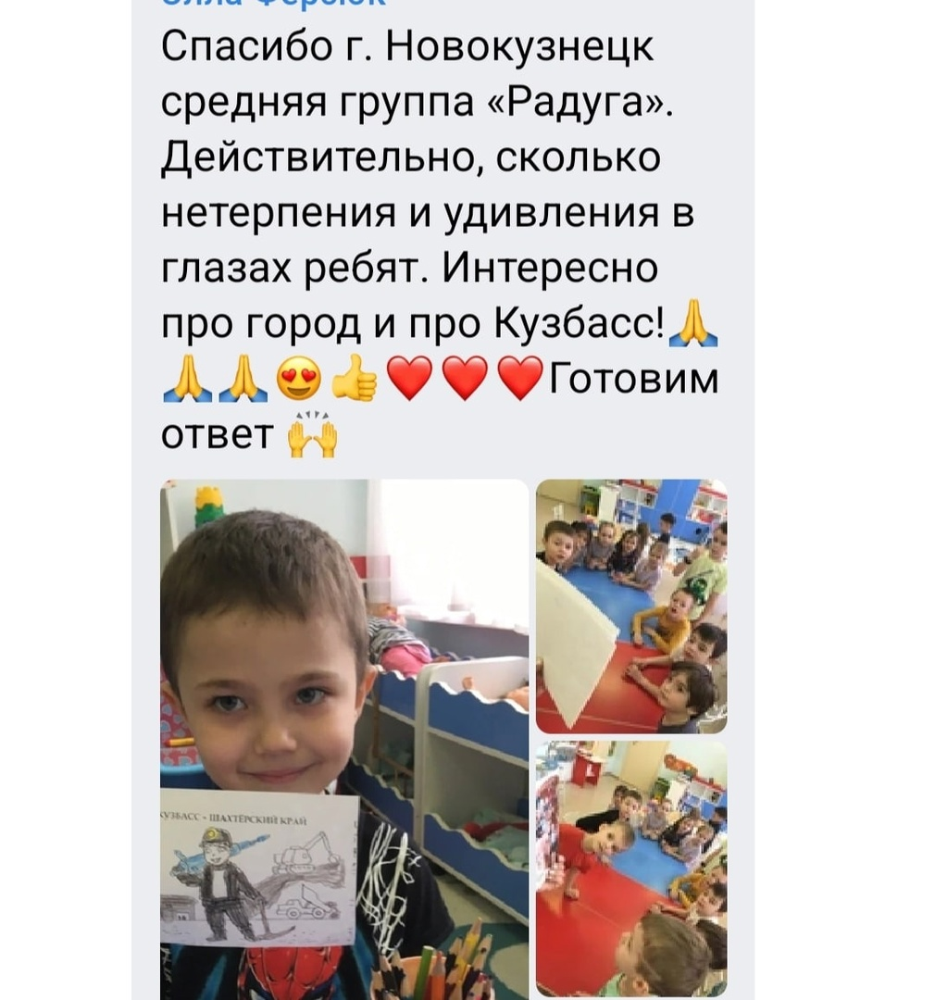 Спасибо г. Новокузнецк
средняя группа «Радуга».
Действительно, сколько
нетерпения и удивления в
глазах ребят. Интересно
про город и про Кузбасс!🙏
🙏🙏😍👍❤️❤️❤️Готовим
ответ 🙌
КУЗБАСС - ШАХТЁРСКИЙ КРАЙ